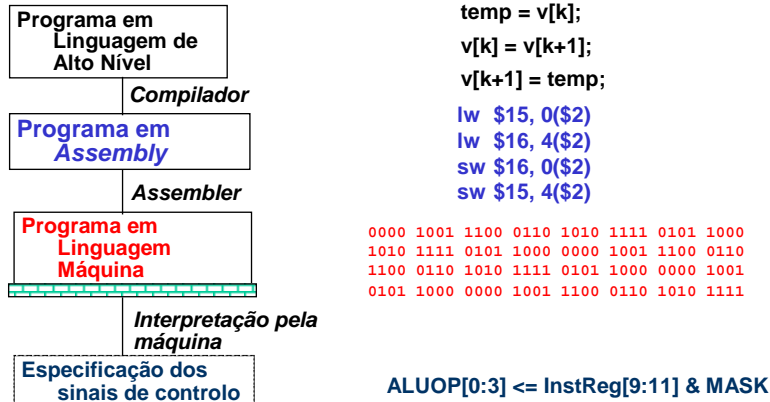 Programa em
Linguagem de
Alto Nível
Compilador
Programa em
Assembly
Assembler
Programa em
Linguagem
Máquina
Interpretação pela
máquina
Especificação dos
sinais de controlo
temp = v[k];
v[k] = v[k+1];
v[k+1] = temp;
lw $15, 0($2)
lw $16, 4($2)
sw $16, 0($2)
sw $15, 4($2)
0000 1001 1100 0110 1010 1111 0101 1000
1010 1111 0101 1000 0000 1001 1100 0110
1100 0110 1010 1111 0101 1000 0000 1001
0101 1000 0000 1001 1100 0110 1010 1111
ALUOP[0:3] <= InstReg[9:11] & MASK